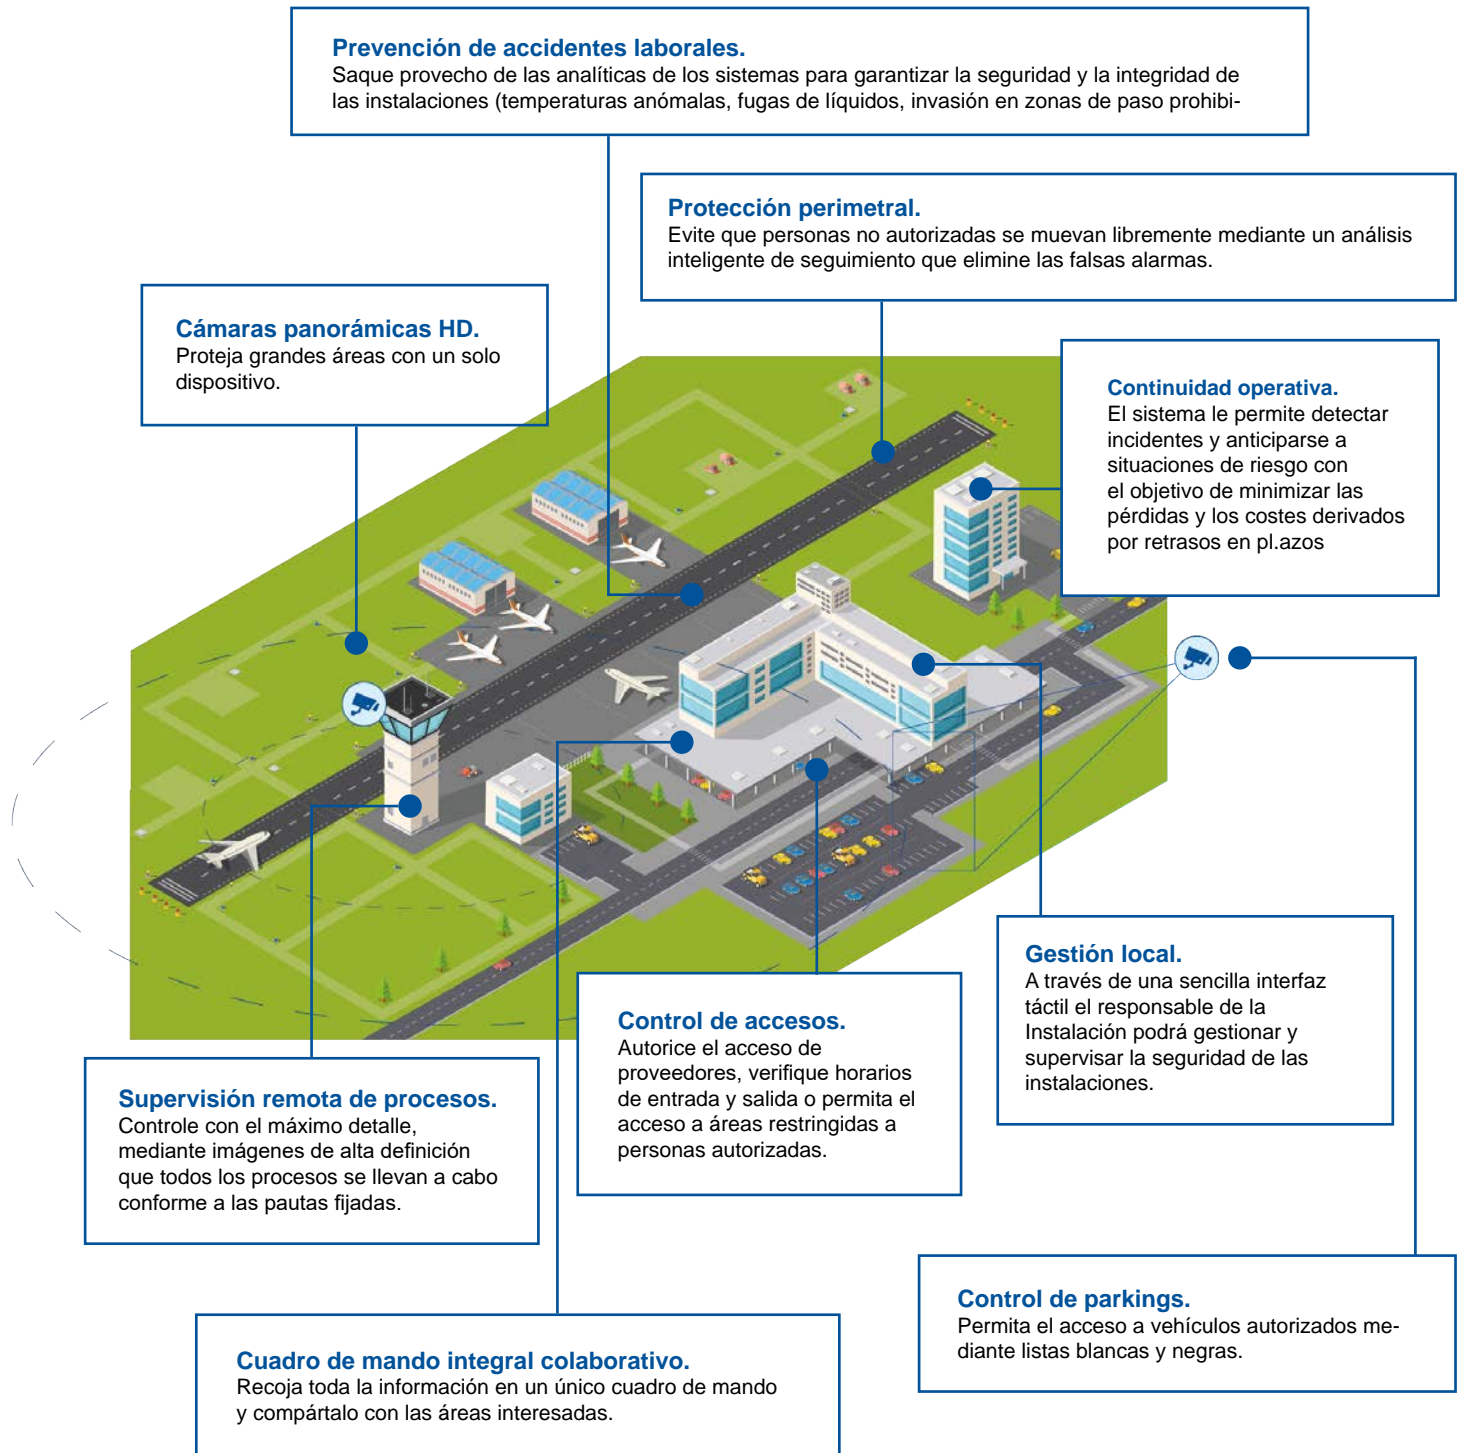 Prevención de accidentes laborales.
Saque provecho de las analíticas de los sistemas para garantizar la seguridad y la integridad de
las instalaciones (temperaturas anómalas, fugas de líquidos, invasión en zonas de paso prohibi-
Protección perimetral.
Evite que personas no autorizadas se muevan libremente mediante un análisis
inteligente de seguimiento que elimine las falsas alarmas.
Cámaras panorámicas HD.
Proteja grandes áreas con un solo
dispositivo.
Continuidad operativa.
El sistema le permite detectar
incidentes y anticiparse a
situaciones de riesgo con
el objetivo de minimizar las
pérdidas y los costes derivados
por retrasos en pl.azos
Gestión local.
A través de una sencilla interfaz
táctil el responsable de la
Instalación podrá gestionar y
supervisar la seguridad de las
instalaciones.
Control de accesos.
Autorice el acceso de
proveedores, verifique horarios
de entrada y salida o permita el
acceso a áreas restringidas a
personas autorizadas.
Supervisión remota de procesos.
Controle con el máximo detalle,
mediante imágenes de alta definición
que todos los procesos se llevan a cabo
conforme a las pautas fijadas.
Control de parkings.
Permita el acceso a vehículos autorizados me-
diante listas blancas y negras.
Cuadro de mando integral colaborativo.
Recoja toda la información en un único cuadro de mando
y compártalo con las áreas interesadas.